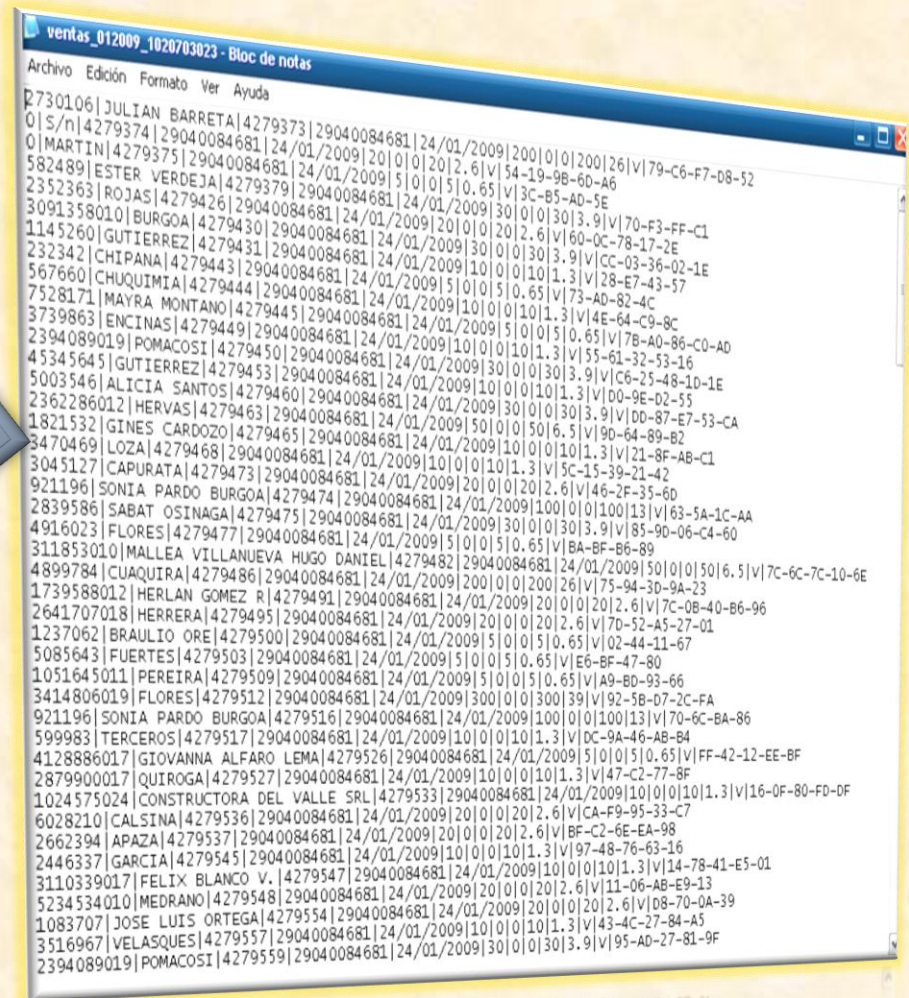 ventas_012009_1020703023 - Bloc de notas
Archivo Edición Formato Ver Ayuda
2730106|JULIAN BARRETA|4279373|29040084681|24/01/2009|200|0|0|200|26|V|79-C6-F7-D8-52
0|S/n|4279374|29040084681|24/01/2009|20|0|0|20|2.6|V|54-19-9B-6D-A6
0|MARTIN|4279375|29040084681|24/01/2009|5|0|0|5|0.65|V|3C-B5-AD-5E
582489|ESTER VERDEJA|4279379|29040084681|24/01/2009|30|0|0|30|3.9|V|70-F3-FF-C1
2352363|ROJAS|4279426|29040084681|24/01/2009|20|0|0|20|2.6|V|60-0C-78-17-2E
3091358010|BURGOA|4279430|29040084681|24/01/2009|30|0|0|30|3.9|V|CC-03-36-02-1E
1145260|GUTIERREZ|4279431|29040084681|24/01/2009|10|0|0|10|1.3|V|28-E7-43-57
232342|CHIPANA|4279443|29040084681|24/01/2009|5|0|0|5|0.65|V|73-AD-82-4C
567660|CHUQUIMIA|4279444|29040084681|24/01/2009|10|0|0|10|1.3|V|4E-64-C9-8C
7528171|MAYRA MONTANO|4279445|29040084681|24/01/2009|5|0|0|5|0.65|V|7B-A0-86-C0-AD
3739863|ENCINAS|4279449|29040084681|24/01/2009|10|0|0|10|1.3|V|55-61-32-53-16
2394089019|POMACOSI|4279450|29040084681|24/01/2009|30|0|0|30|3.9|V|C6-25-48-1D-1E
45345645|GUTIERREZ|4279453|29040084681|24/01/2009|10|0|0|10|1.3|V|D0-9E-D2-55
5003546|ALICIA SANTOS|4279460|29040084681|24/01/2009|30|0|0|30|3.9|V|DD-87-E7-53-CA
2362286012|HERVAS|4279463|29040084681|24/01/2009|50|0|0|50|6.5|V|9D-64-89-B2
1821532|GINES CARDOZO|4279465|29040084681|24/01/2009|10|0|0|10|1.3|V|21-8F-AB-C1
3470469|LOZA|4279468|29040084681|24/01/2009|10|0|0|10|1.3|V|5C-15-39-21-42
3045127|CAPURATA|4279473|29040084681|24/01/2009|20|0|0|20|2.6|V|46-2F-35-6D
921196|SONIA PARDO BURGOA|4279474|29040084681|24/01/2009|100|0|0|100|13|V|63-5A-1C-AA
2839586|SABAT OSINAGA|4279475|29040084681|24/01/2009|30|0|0|30|3.9|V|85-9D-06-C4-60
4916023|FLORES|4279477|29040084681|24/01/2009|5|0|0|5|0.65|V|BA-BF-B6-89
311853010|MALLEA VILLANUEVA HUGO DANIEL|4279482|29040084681|24/01/2009|50|0|0|50|6.5|V|7C-6C-7C-10-6E
4899784|CUAQUIRA|4279486|29040084681|24/01/2009|200|0|0|200|26|V|75-94-3D-9A-23
1739588012|HERLAN GOMEZ R|4279491|29040084681|24/01/2009|20|0|0|20|2.6|V|7C-0B-40-B6-96
2641707018|HERRERA|4279495|29040084681|24/01/2009|20|0|0|20|2.6|V|7D-52-A5-27-01
1237062|BRAULIO ORE|4279500|29040084681|24/01/2009|5|0|0|5|0.65|V|02-44-11-67
5085643|FUERTES|4279503|29040084681|24/01/2009|5|0|0|5|0.65|V|E6-BF-47-80
1051645011|PEREIRA|4279509|29040084681|24/01/2009|5|0|0|5|0.65|V|A9-BD-93-66
3414806019|FLORES|4279512|29040084681|24/01/2009|300|0|0|300|39|V|92-5B-D7-2C-FA
921196|SONIA PARDO BURGOA|4279516|29040084681|24/01/2009|100|0|0|100|13|V|70-6C-BA-86
599983|TERCEROS|4279517|29040084681|24/01/2009|10|0|0|10|1.3|V|DC-9A-46-AB-B4
4128886017|GIOVANNA ALFARO LEMA|4279526|29040084681|24/01/2009|5|0|0|5|0.65|V|FF-42-12-EE-BF
2879900017|QUIROGA|4279527|29040084681|24/01/2009|10|0|0|10|1.3|V|47-C2-77-8F
1024575024|CONSTRUCTORA DEL VALLE SRL|4279533|29040084681|24/01/2009|10|0|0|10|1.3|V|16-0F-80-FD-DF
6028210|CALSINA|4279536|29040084681|24/01/2009|20|0|0|20|2.6|V|CA-F9-95-33-C7
2662394|APAZA|4279537|29040084681|24/01/2009|20|0|0|20|2.6|V|BF-C2-6E-EA-98
2446337|GARCIA|4279545|29040084681|24/01/2009|10|0|0|10|1.3|V|97-48-76-63-16
3110339017|FELIX BLANCO V.|4279547|29040084681|24/01/2009|10|0|0|10|1.3|V|14-78-41-E5-01
5234534010|MEDRANO|4279548|29040084681|24/01/2009|20|0|0|20|2.6|V|11-06-AB-E9-13
1083707|JOSE LUIS ORTEGA|4279554|29040084681|24/01/2009|20|0|0|20|2.6|V|D8-70-0A-39
3516967|VELASQUES|4279557|29040084681|24/01/2009|10|0|0|10|1.3|V|43-4C-27-84-A5
2394089019|POMACOSI|4279559|29040084681|24/01/2009|30|0|0|30|3.9|V|95-AD-27-81-9F